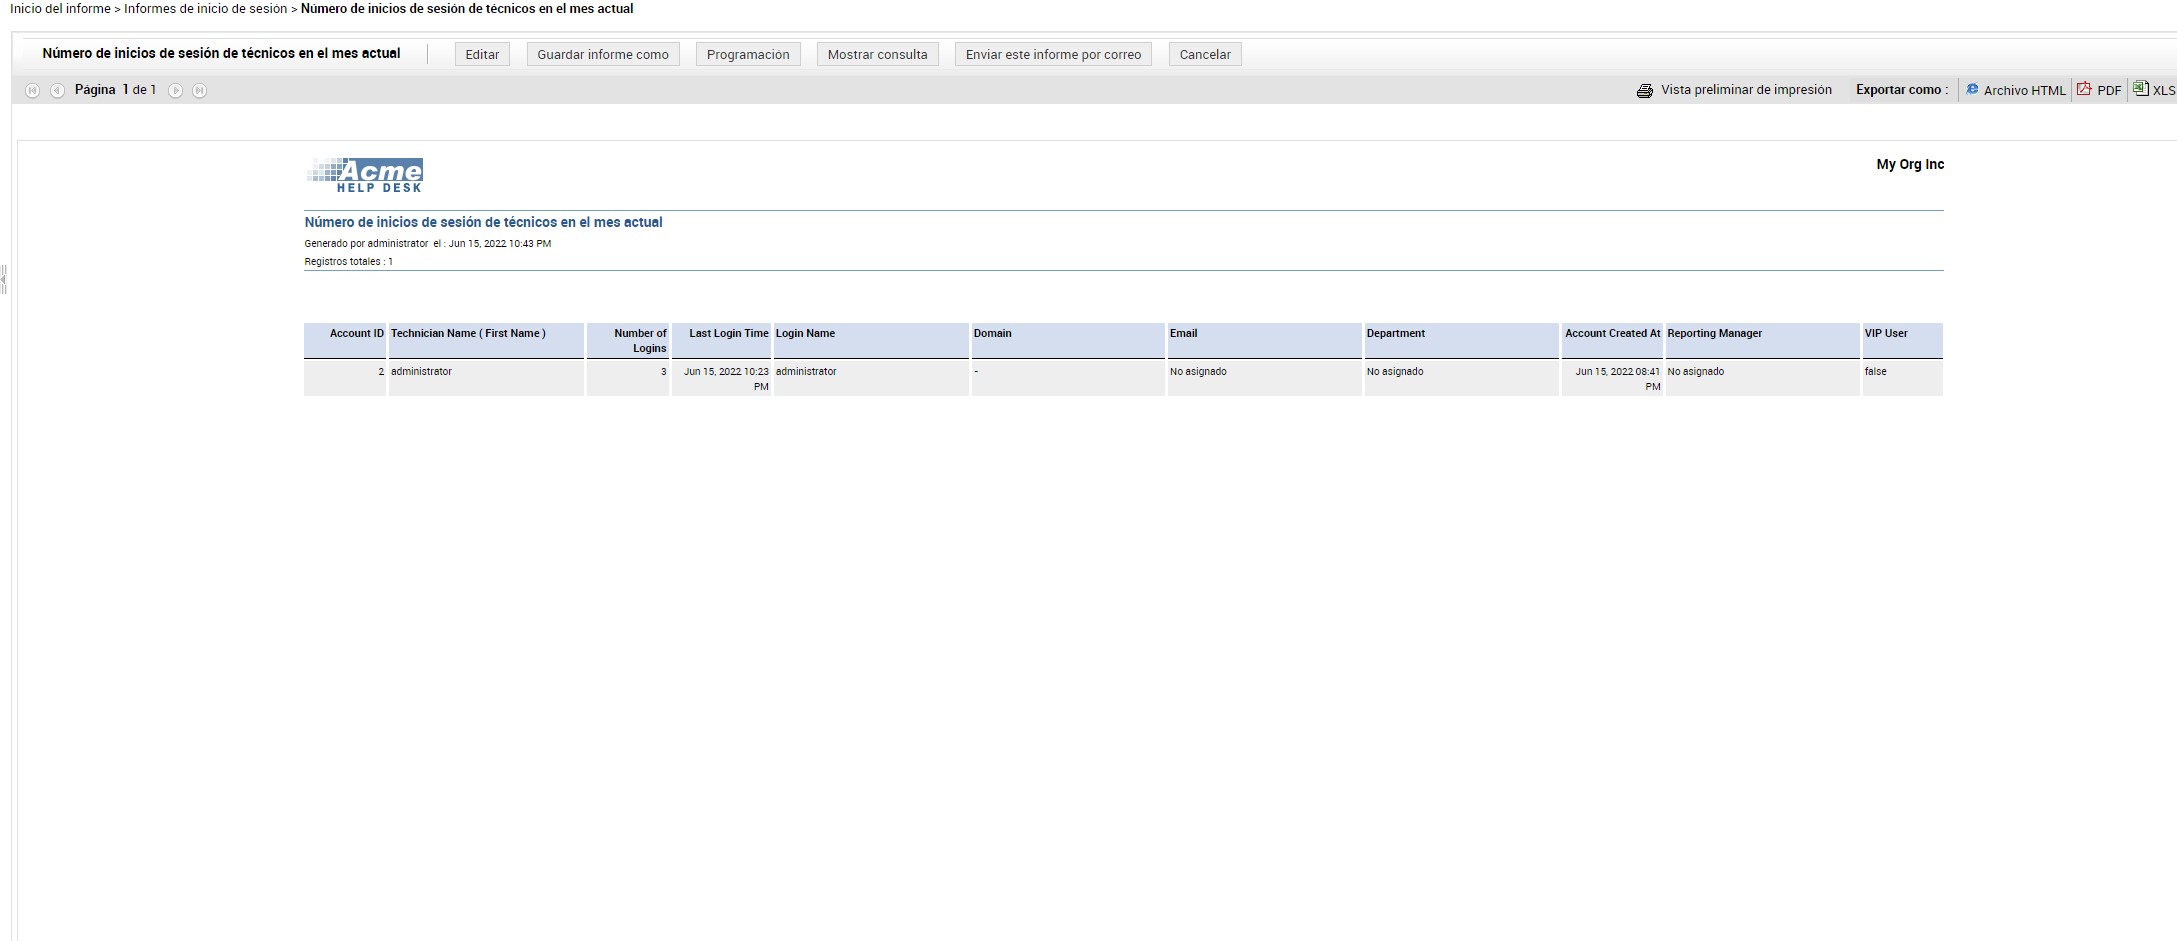 Inicio del informe > Informes de inicio de sesión > Número de inicios de sesión de técnicos en el mes actual
Número de inicios de sesión de técnicos en el mes actual
Editar
Guardar informe como
Programación
Mostrar consulta
Enviar este informe por correo
Cancelar
Página 1 de 1
Vista preliminar de impresión
Exportar como :
Archivo HTML
PDF
XLS
Acme
HELP DESK
My Org Inc
Número de inicios de sesión de técnicos en el mes actual
Generado por administrator el : Jun 15, 2022 10:43 PM
Registros totales : 1
Account ID
Technician Name ( First Name )
Number of
Logins
Last Login Time
Login Name
Domain
Email
Department
Account Created At
Reporting Manager
VIP User
2
administrator
3
Jun 15, 2022 10:23
PM
administrator
-
No asignado
No asignado
Jun 15, 2022 08:41
PM
No asignado
false